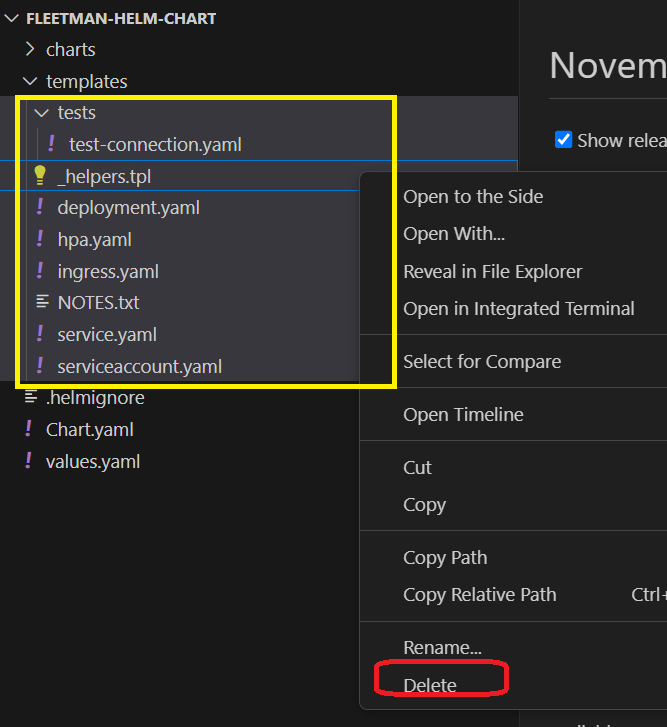 FLEETMAN-HELM-CHART
charts
templates
tests
test-connection.yaml
_helpers.tpl
deployment.yaml
hpa.yaml
ingress.yaml
NOTES.txt
service.yaml
serviceaccount.yaml
.helmignore
Chart.yaml
values.yaml
Novem
Show relea
Open to the Side
Open With...
Reveal in File Explorer
Open in Integrated Terminal
Select for Compare
Open Timeline
Cut
Copy
Copy Path
Copy Relative Path Ctrl+
Rename...
Delete